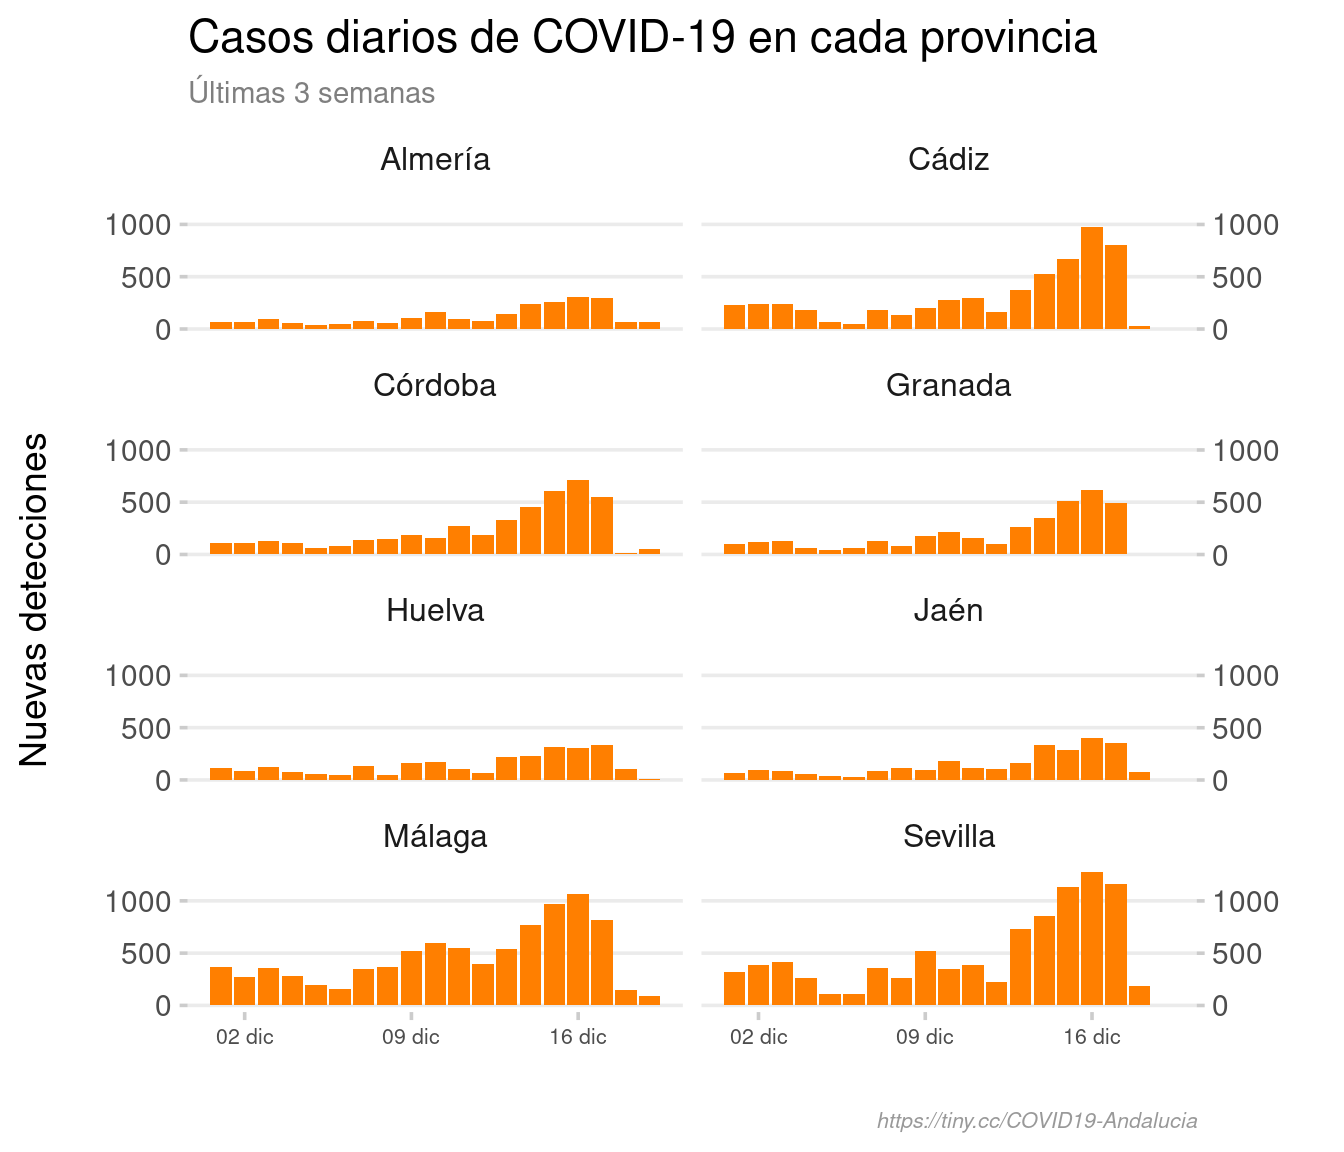 Casos diarios de COVID-19 en cada provincia
Últimas 3 semanas
Almería
Cádiz
1000
500
0
1000
500
0
Córdoba
Granada
1000
500
0
1000
500
0
Huelva
Jaén
1000
500
0
1000
500
0
Málaga
Sevilla
1000
500
0
1000
500
0
Nuevas detecciones
02 dic
09 dic
16 dic
02 dic
09 dic
16 dic
https://tiny.cc/COVID19-Andalucia